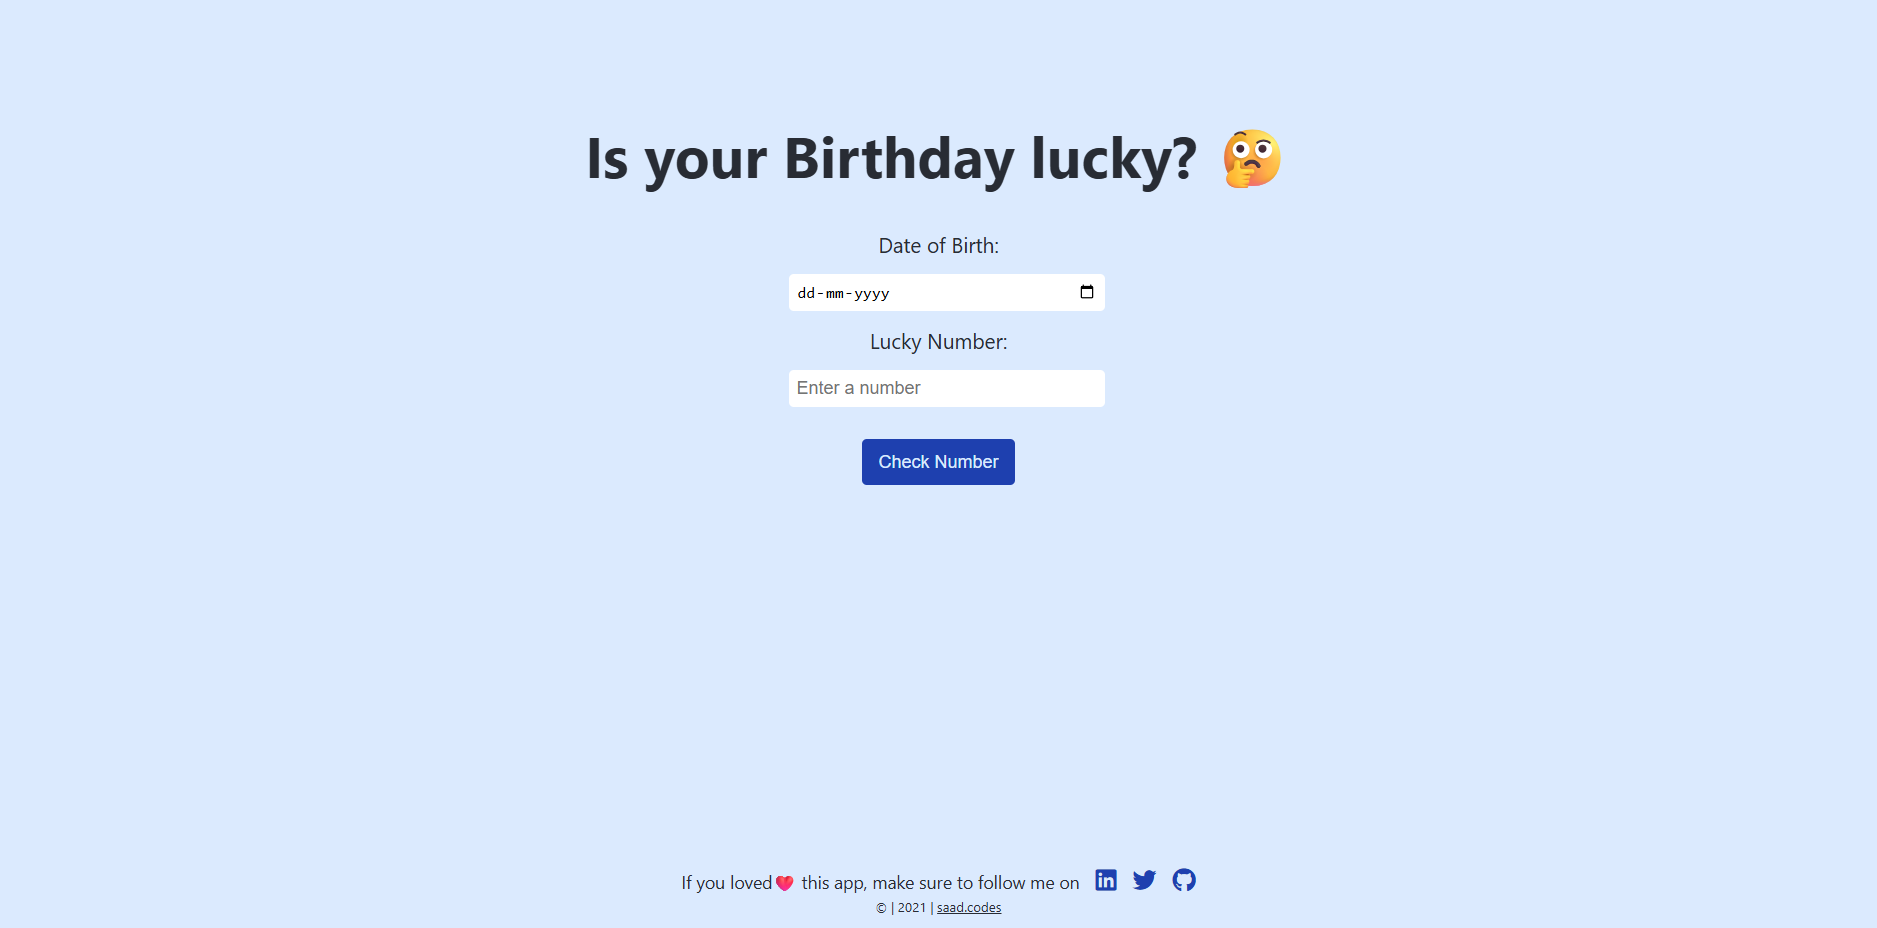 Is your Birthday lucky? 🤔
Date of Birth:
dd-mm-yyyy
Lucky Number:
Enter a number
Check Number
If you loved❤️ this app, make sure to follow me on
© | 2021 | saad.codes